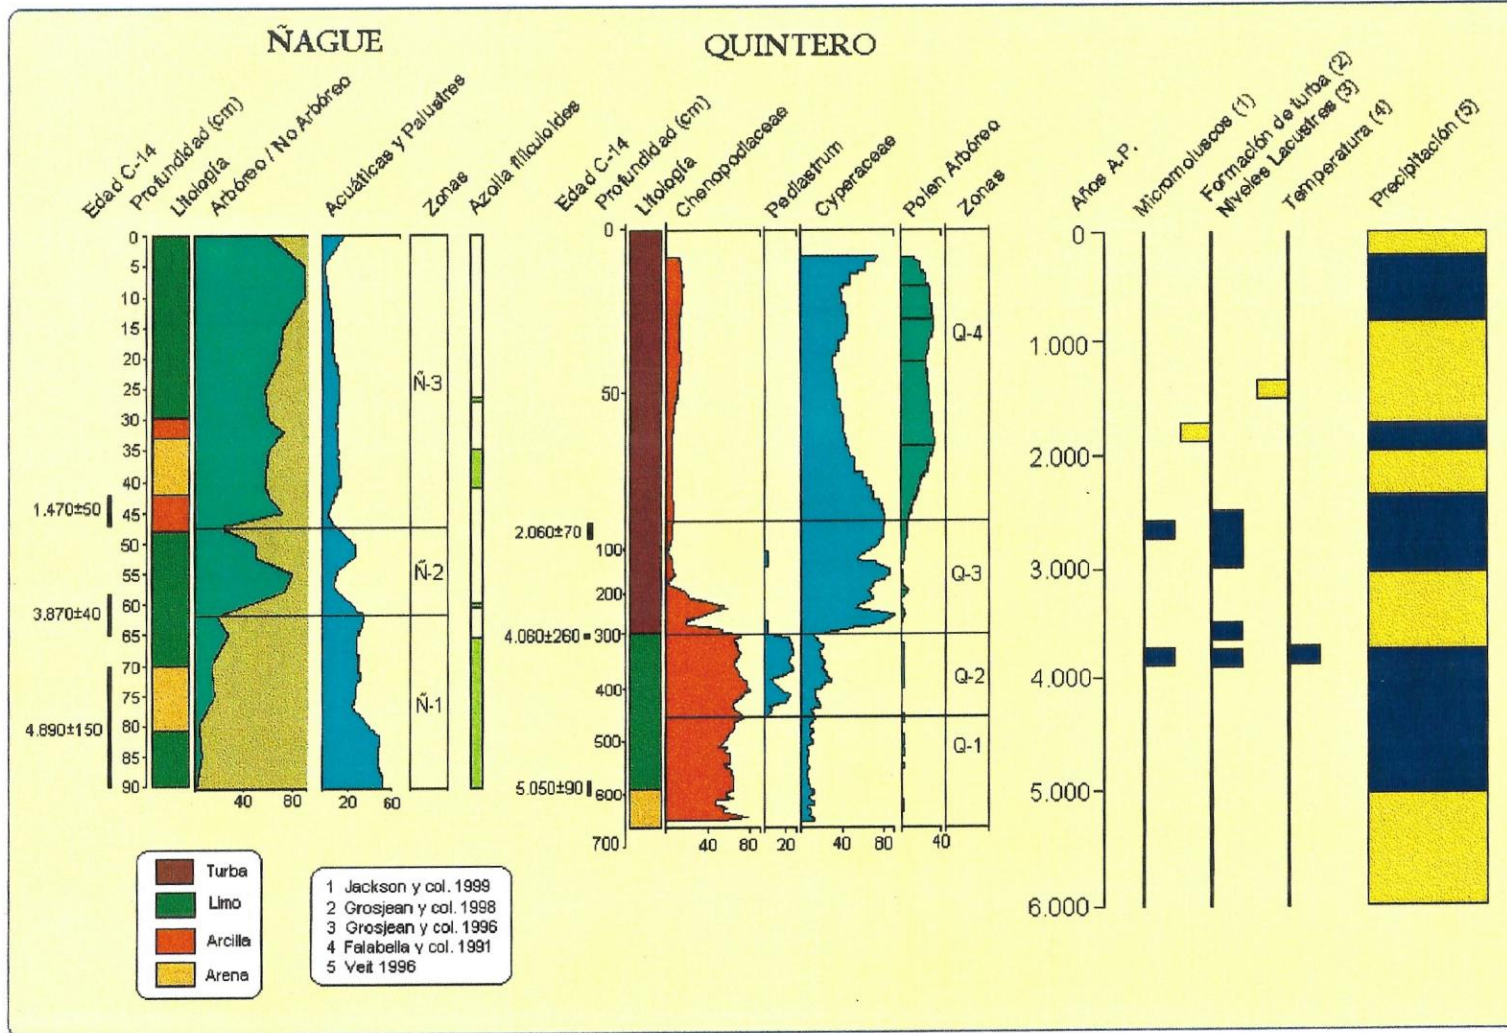 ÑAGUE
Edad C-14
Profundidad (cm)
Litología
Arbóreo / No Arbóreo
Acuáticas y Palustres
Zonas
Azolla filiculoides
0
5
10
15
20
25
30
35
40
45
50
55
60
65
70
75
80
85
90
1.470±50
3.870±40
4.890±150
40
80
20
60
Ñ-3
Ñ-2
Ñ-1
QUINTERO
Edad C-14
Profundidad (cm)
Litología
Chenopodiaceae
Pediastrum
Cyperaceae
Polen Arbóreo
Zonas
0
50
100
200
300
400
500
600
700
2.060±70
4.060±260
5.050±90
40
80
20
40
80
40
Q-4
Q-3
Q-2
Q-1
Años A.P.
Micromoluscos (1)
Formación de turba (2)
Niveles Lacustres (3)
Temperatura (4)
Precipitación (5)
0
1.000
2.000
3.000
4.000
5.000
6.000
Turba
Limo
Arcilla
Arena
1 Jackson y col. 1999
2 Grosjean y col. 1998
3 Grosjean y col. 1996
4 Falabella y col. 1991
5 Veit 1996